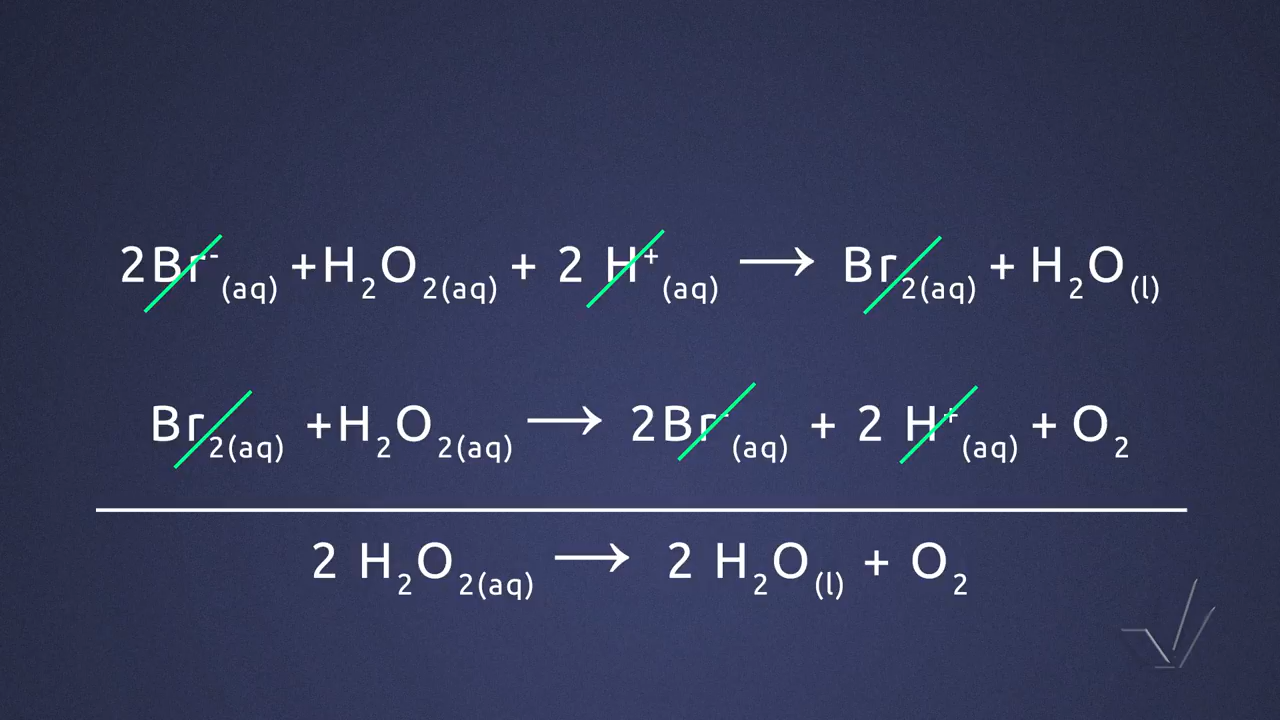 2Br⁻(aq) +H₂O₂(aq) + 2 H⁺(aq) ⟶ Br₂(aq) + H₂O(l)
Br₂(aq) +H₂O₂(aq) ⟶ 2Br⁻(aq) + 2 H⁺(aq) + O₂
2 H₂O₂(aq) ⟶ 2 H₂O(l) + O₂